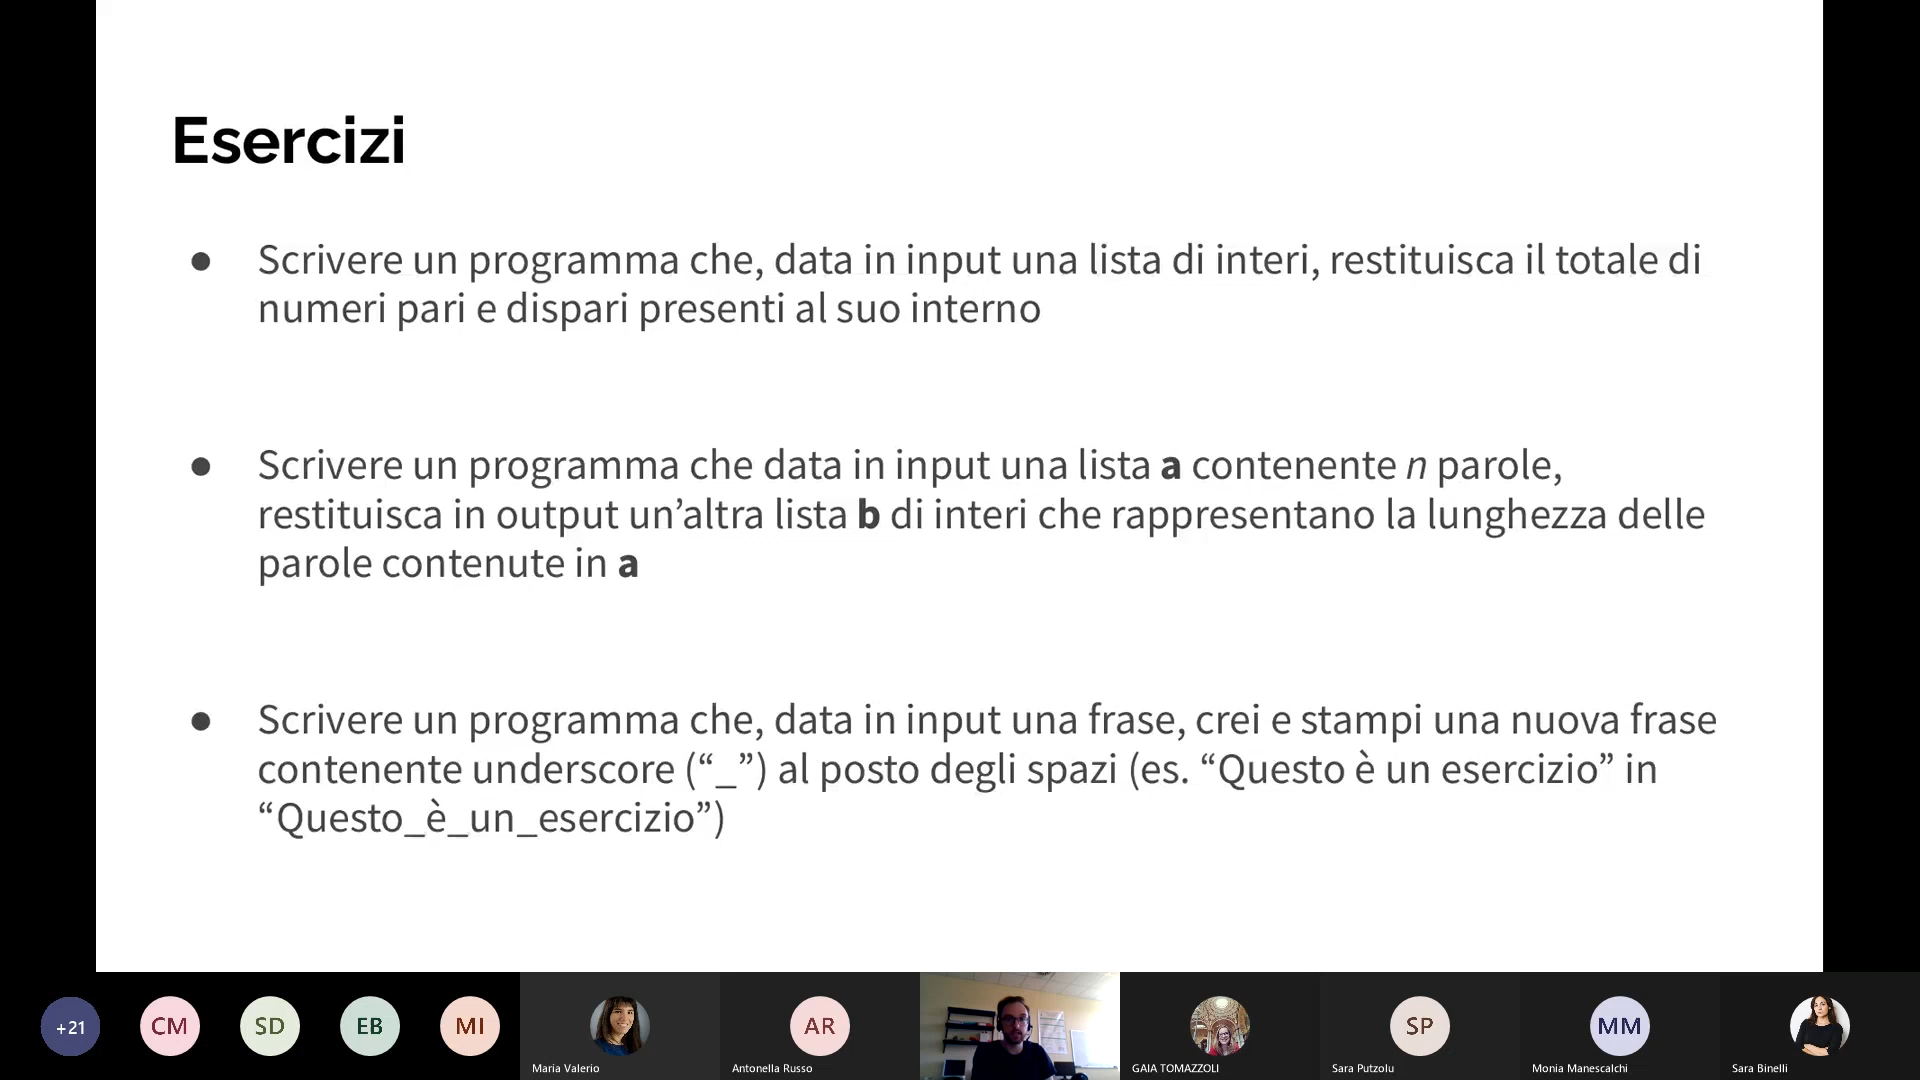 Esercizi
● Scrivere un programma che, data in input una lista di interi, restituisca il totale di
numeri pari e dispari presenti al suo interno
● Scrivere un programma che data in input una lista a contenente n parole,
restituisca in output un’altra lista b di interi che rappresentano la lunghezza delle
parole contenute in a
● Scrivere un programma che, data in input una frase, crei e stampi una nuova frase
contenente underscore (“_”) al posto degli spazi (es. “Questo è un esercizio” in
“Questo_è_un_esercizio”)
+21 CM SD EB MI AR SP MM
Maria Valerio Antonella Russo GAIA TOMAZZOLI Sara Putzolu Monia Manescalchi Sara Binelli